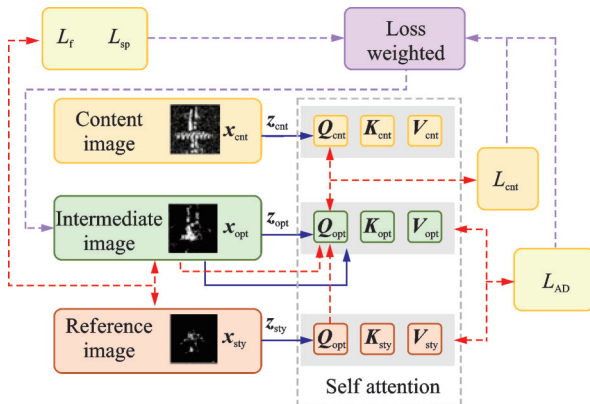 L_f L_sp
Loss
weighted
Content
image
x_cnt
z_cnt
Q_cnt K_cnt V_cnt
L_cnt
Intermediate
image
x_opt
z_opt
Q_opt K_opt V_opt
L_AD
Reference
image
x_sty
z_sty
Q_opt K_sty V_sty
Self attention